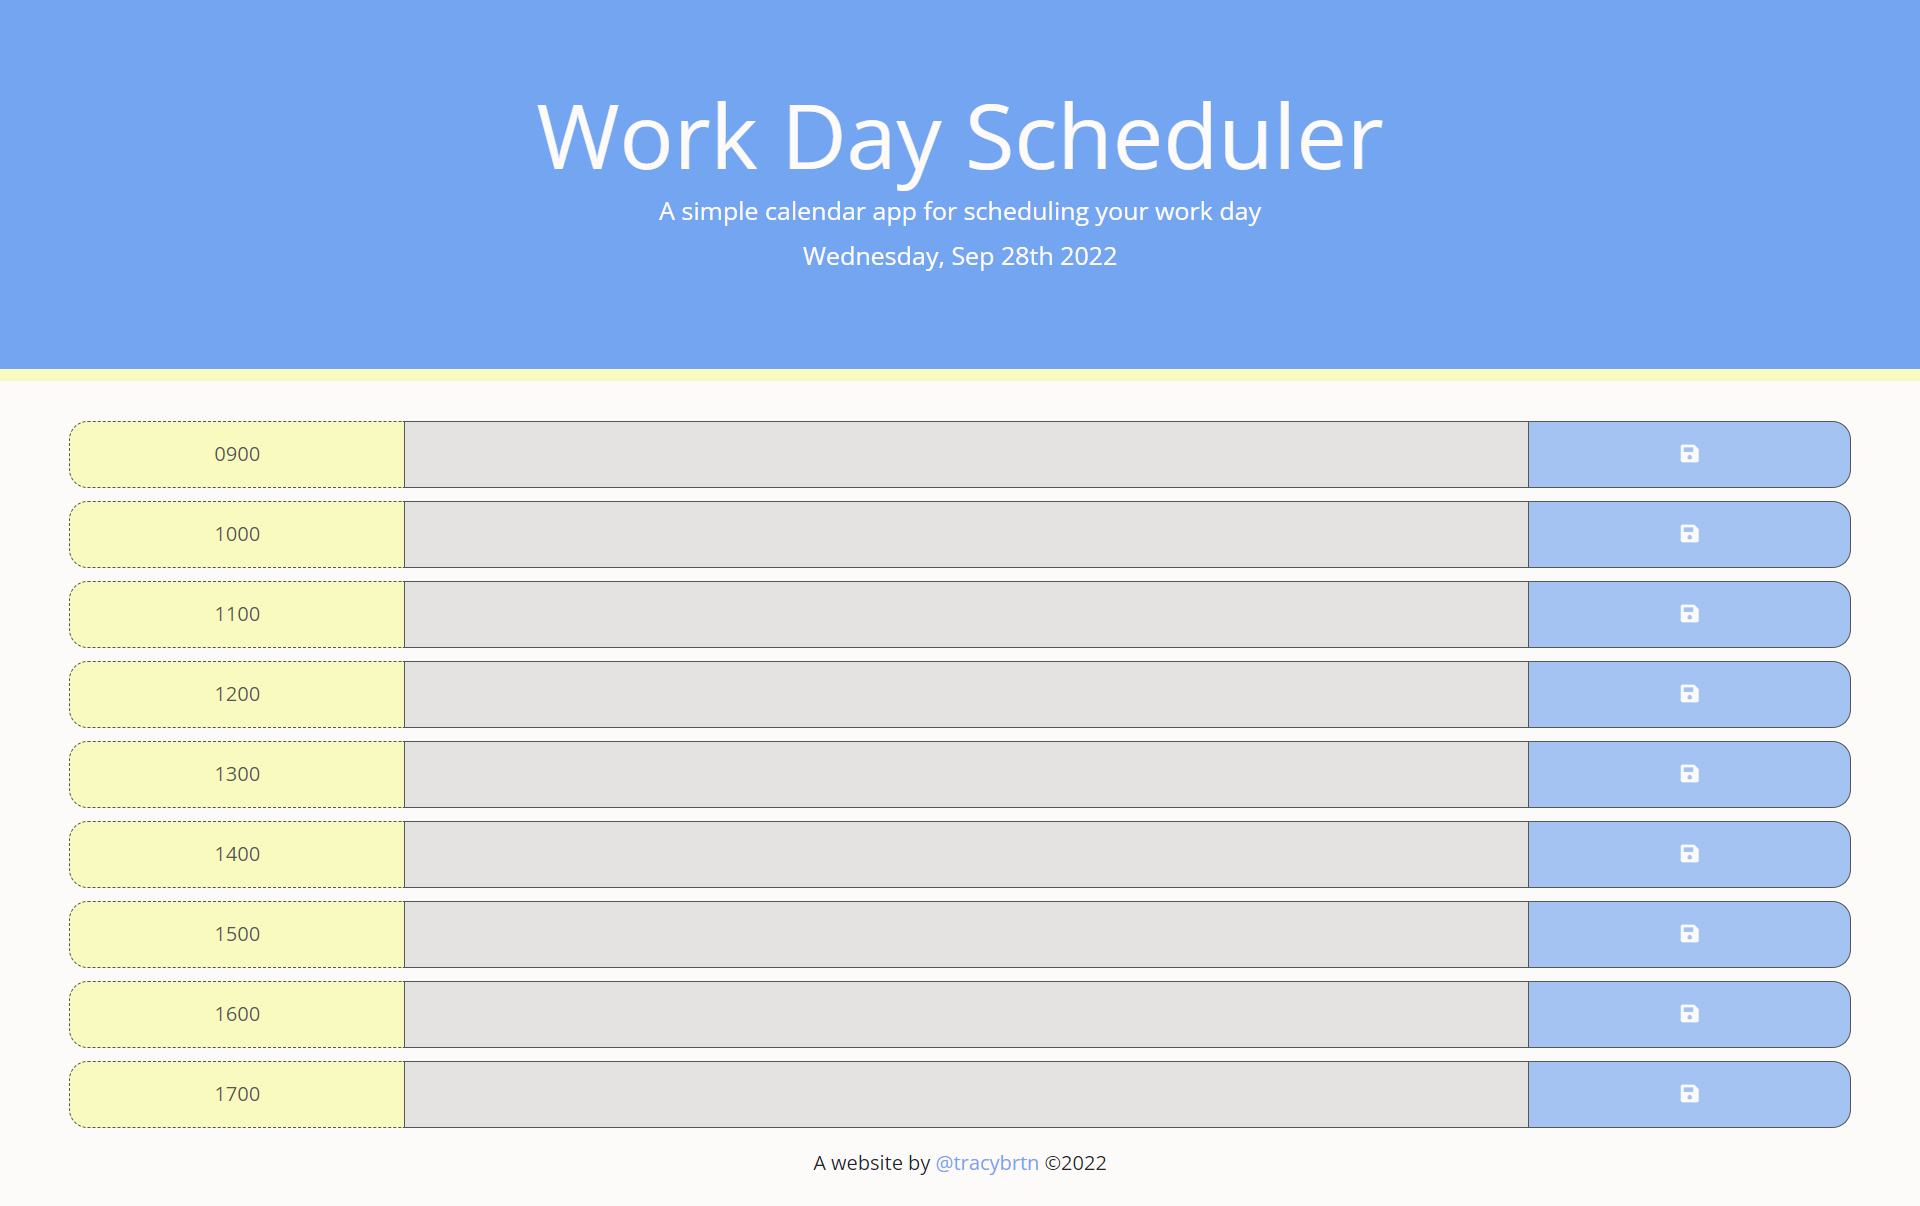 Work Day Scheduler
A simple calendar app for scheduling your work day
Wednesday, Sep 28th 2022
0900
1000
1100
1200
1300
1400
1500
1600
1700
A website by @tracybrtn ©2022